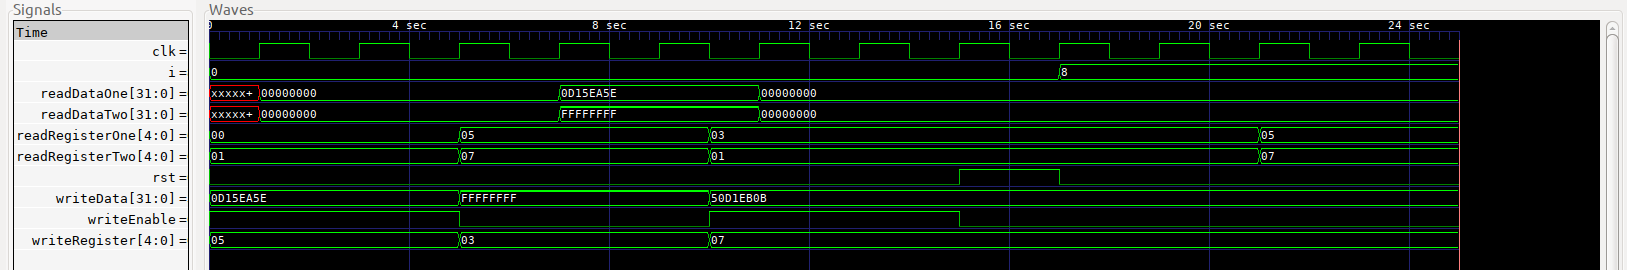 Signals Waves
Time 0 4 sec 8 sec 12 sec 16 sec 20 sec 24 sec
clk =
i = 0 8
readDataOne[31:0] = xxxxx+ 00000000 0D15EA5E 00000000
readDataTwo[31:0] = xxxxx+ 00000000 FFFFFFFF 00000000
readRegisterOne[4:0] = 00 05 03 05
readRegisterTwo[4:0] = 01 07 01 07
rst =
writeData[31:0] = 0D15EA5E FFFFFFFF 50D1EB0B
writeEnable =
writeRegister[4:0] = 05 03 07